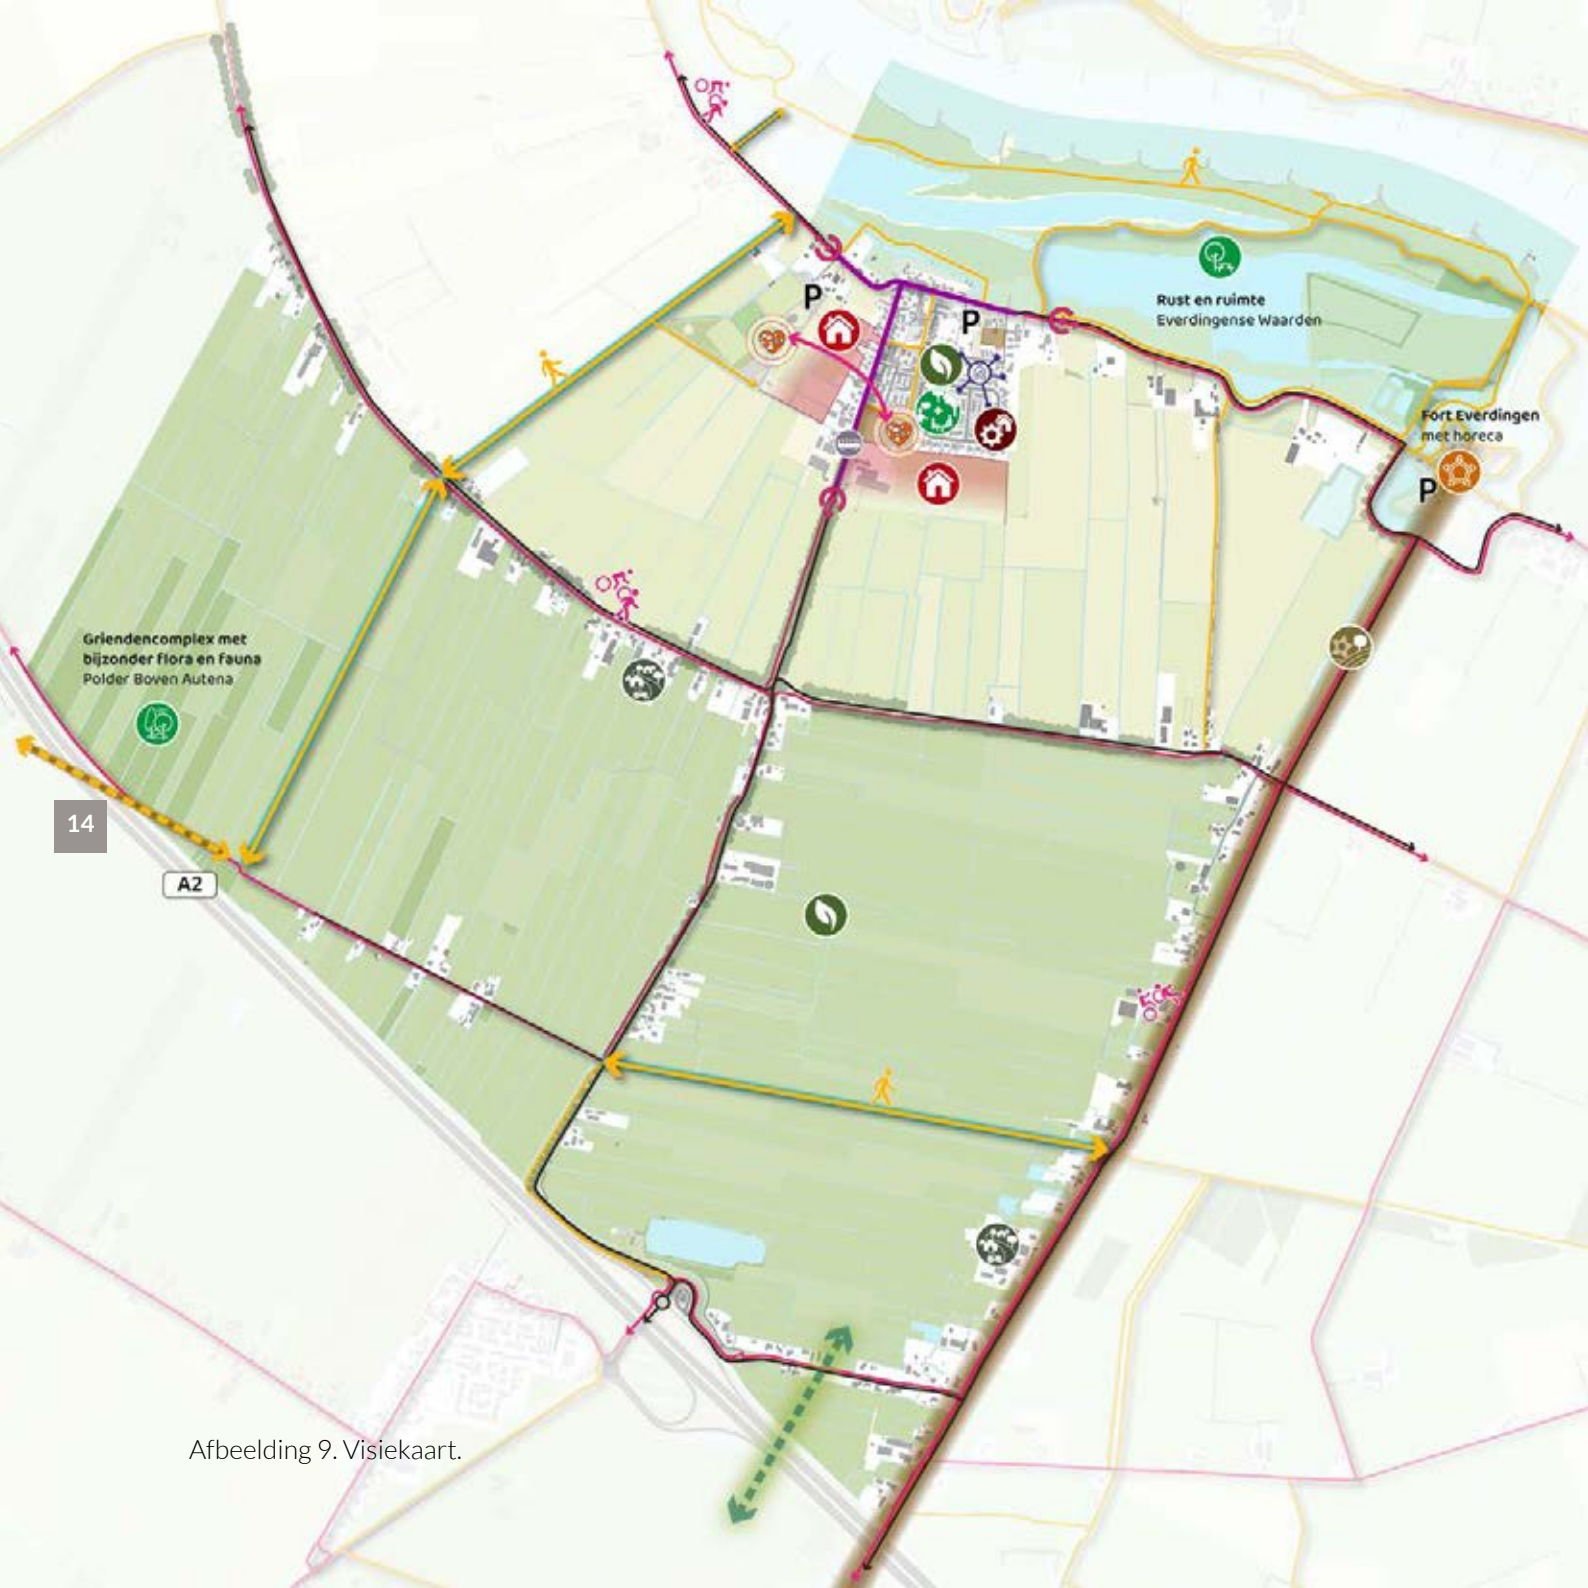 P
P
Rust en ruimte
Everdingense Waarden
Fort Everdingen
met horeca
P
Griendencomplex met
bijzonder flora en fauna
Polder Boven Autena
14
A2
Afbeelding 9. Visiekaart.